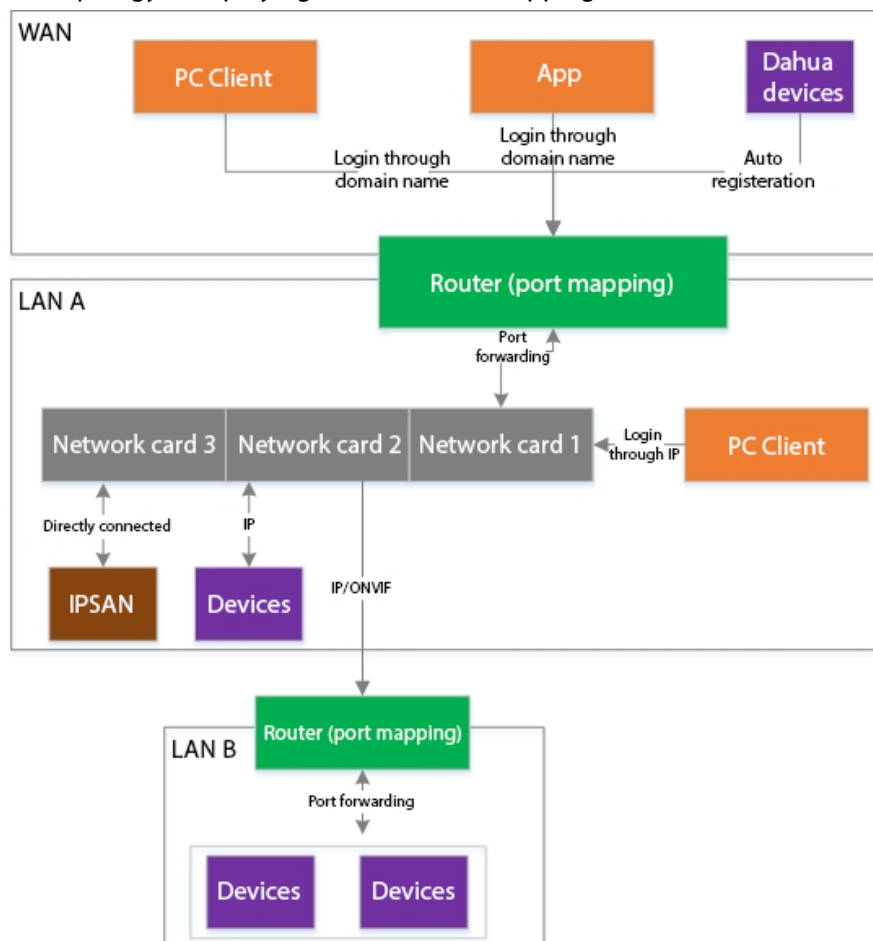 WAN
PC Client
App
Dahua
devices
Login through
domain name
Login through
domain name
Auto
registeration
Router (port mapping)
LAN A
Port
forwarding
Network card 3
Network card 2
Network card 1
Login
through IP
PC Client
Directly connected
IP
IP/ONVIF
IPSAN
Devices
Router (port mapping)
LAN B
Port forwarding
Devices
Devices